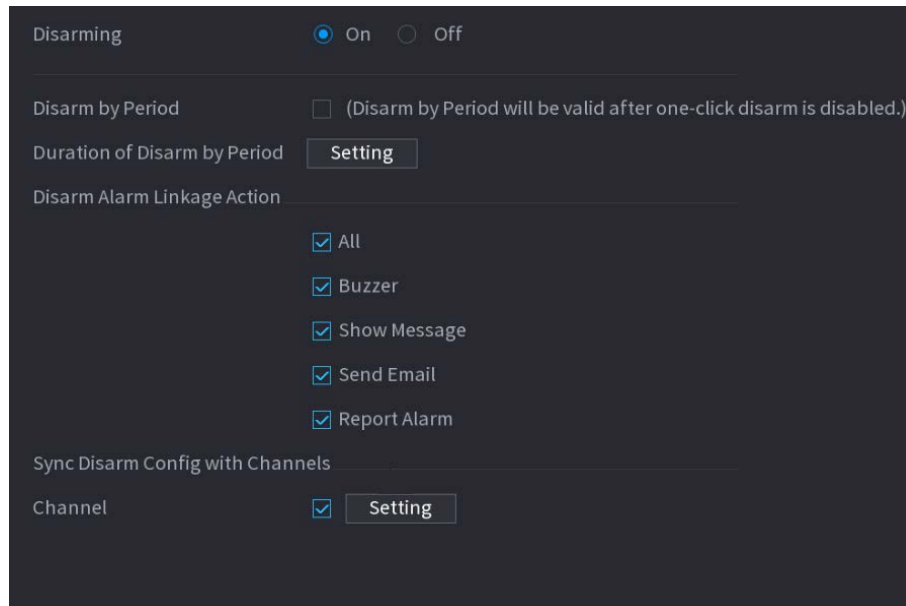 Disarming On Off
Disarm by Period (Disarm by Period will be valid after one-click disarm is disabled.)
Duration of Disarm by Period Setting
Disarm Alarm Linkage Action
All
Buzzer
Show Message
Send Email
Report Alarm
Sync Disarm Config with Channels
Channel Setting